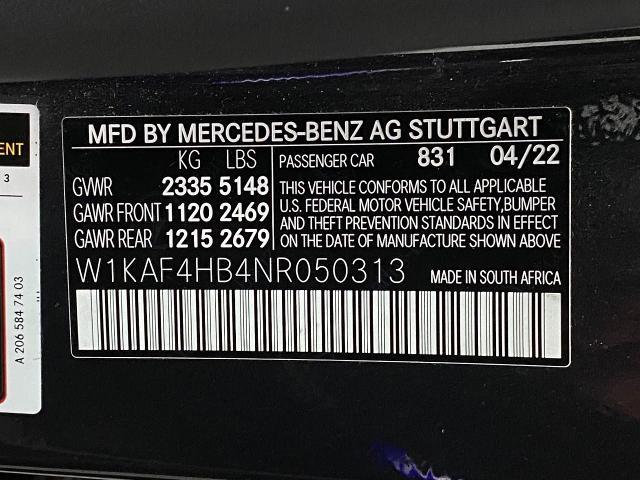 MFD BY MERCEDES-BENZ AG STUTTGART
KG LBS
GVWR 2335 5148
GAWR FRONT 1120 2469
GAWR REAR 1215 2679
PASSENGER CAR 831 04/22
THIS VEHICLE CONFORMS TO ALL APPLICABLE
U.S. FEDERAL MOTOR VEHICLE SAFETY,BUMPER
AND THEFT PREVENTION STANDARDS IN EFFECT
ON THE DATE OF MANUFACTURE SHOWN ABOVE
W1KAF4HB4NR050313 MADE IN SOUTH AFRICA
ENT
3
A 206 584 74 03